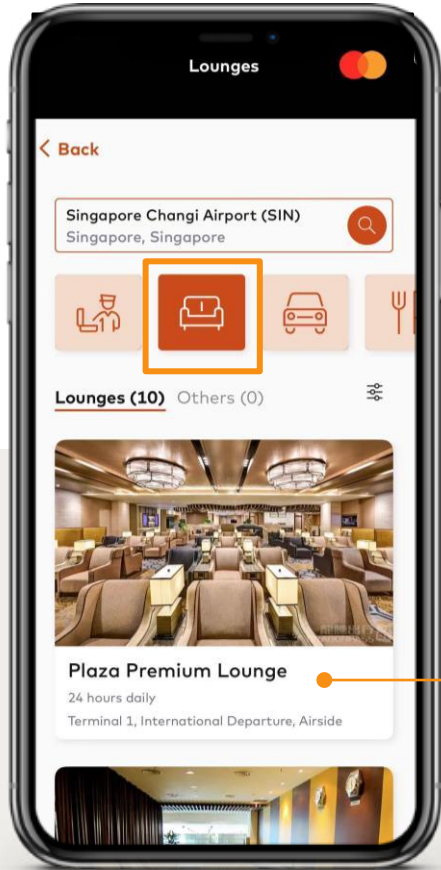 Lounges
Back
Singapore Changi Airport (SIN)
Singapore, Singapore
Lounges (10) Others (0)
Plaza Premium Lounge
24 hours daily
Terminal 1, International Departure, Airside